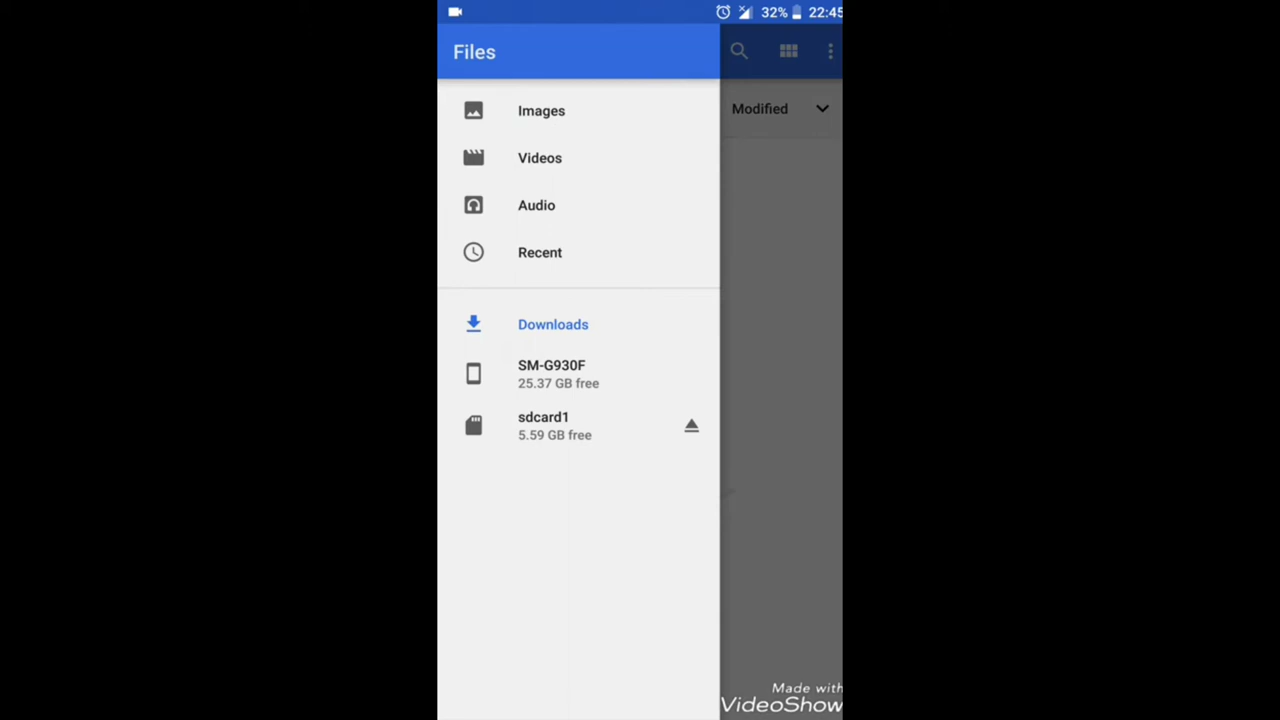 32% 22:45
Files
Images
Videos
Audio
Recent
Modified
Downloads
SM-G930F
25.37 GB free
sdcard1
5.59 GB free
Made with
VideoShow